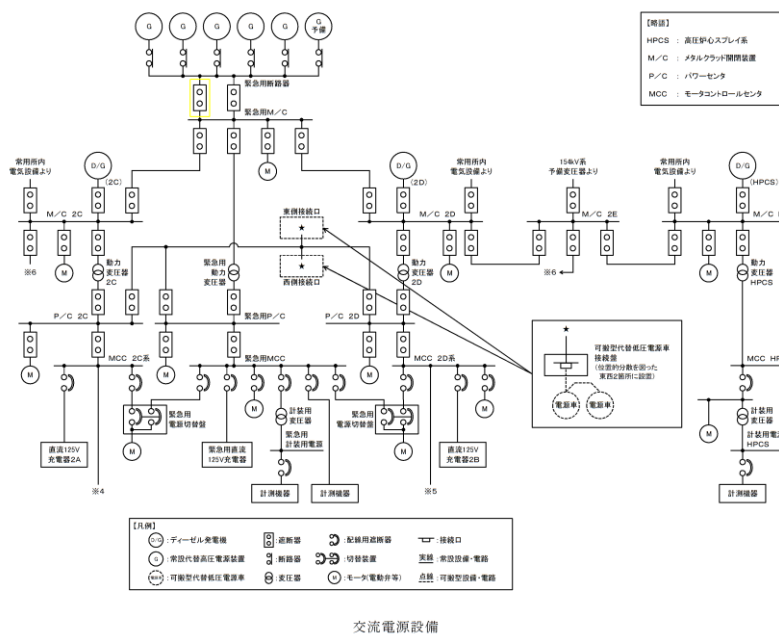 G
G
G
G
G
G
予備
【略語】
HPCS : 高圧炉心スプレイ系
M/C : メタルクラッド開閉装置
P/C : パワーセンタ
MCC : モータコントロールセンタ
緊急用断路器
緊急用M/C
常用所内
電気設備より
D/G
(2C)
M
D/G
(2D)
常用所内
電気設備より
154kV系
予備変圧器より
常用所内
電気設備より
D/G
(HPCS)
M/C 2C
M/C 2D
M/C 2E
M/C
東側接続口
★
※6
M
動力
変圧器
2C
緊急用
動力
変圧器
★
西側接続口
動力
変圧器
2D
M
※6
M
動力
変圧器
HPCS
P/C 2C
緊急用P/C
P/C 2D
M
M
M
★
可搬型代替低圧電源車
接続盤
(位置的分散を図った
東西2箇所に設置)
電源車
電源車
MCC 2C系
緊急用MCC
MCC 2D系
MCC HP
緊急用
電源切替盤
M
M
計装用
変圧器
緊急用
計装用電源
緊急用
電源切替盤
M
M
M
計装用
変圧器
計装用電源
HPCS
直流125V
充電器2A
緊急用直流
125V充電器
直流125V
充電器2B
※4
計測機器
計測機器
※5
計測機器
【凡例】
D/G :ディーゼル発電機
:遮断器
:配線用遮断器
:接続口
G :常設代替高圧電源装置
:断路器
:切替装置
実線 :常設設備・電路
電源車 :可搬型代替低圧電源車
:変圧器
M :モータ(電動弁等)
点線 :可搬型設備・電路
交流電源設備